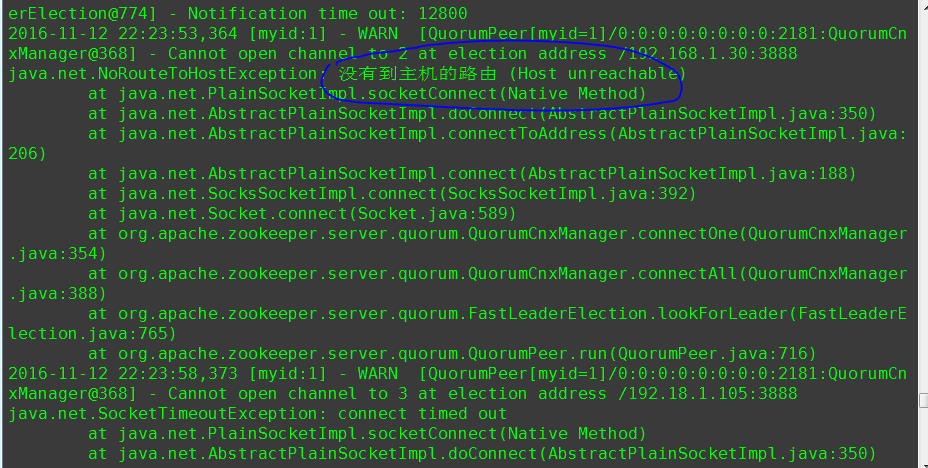 erElection@774] - Notification time out: 12800
2016-11-12 22:23:53,364 [myid:1] - WARN  [QuorumPeer[myid=1]/0:0:0:0:0:0:0:0:2181:QuorumCn
xManager@368] - Cannot open channel to 2 at election address /192.168.1.30:3888
java.net.NoRouteToHostException: 没有到主机的路由 (Host unreachable)
at java.net.PlainSocketImpl.socketConnect(Native Method)
at java.net.AbstractPlainSocketImpl.doConnect(AbstractPlainSocketImpl.java:350)
at java.net.AbstractPlainSocketImpl.connectToAddress(AbstractPlainSocketImpl.java:
206)
at java.net.AbstractPlainSocketImpl.connect(AbstractPlainSocketImpl.java:188)
at java.net.SocksSocketImpl.connect(SocksSocketImpl.java:392)
at java.net.Socket.connect(Socket.java:589)
at org.apache.zookeeper.server.quorum.QuorumCnxManager.connectOne(QuorumCnxManager
.java:354)
at org.apache.zookeeper.server.quorum.QuorumCnxManager.connectAll(QuorumCnxManager
.java:388)
at org.apache.zookeeper.server.quorum.FastLeaderElection.lookForLeader(FastLeaderE
lection.java:765)
at org.apache.zookeeper.server.quorum.QuorumPeer.run(QuorumPeer.java:716)
2016-11-12 22:23:58,373 [myid:1] - WARN  [QuorumPeer[myid=1]/0:0:0:0:0:0:0:0:2181:QuorumCn
xManager@368] - Cannot open channel to 3 at election address /192.18.1.105:3888
java.net.SocketTimeoutException: connect timed out
at java.net.PlainSocketImpl.socketConnect(Native Method)
at java.net.AbstractPlainSocketImpl.doConnect(AbstractPlainSocketImpl.java:350)